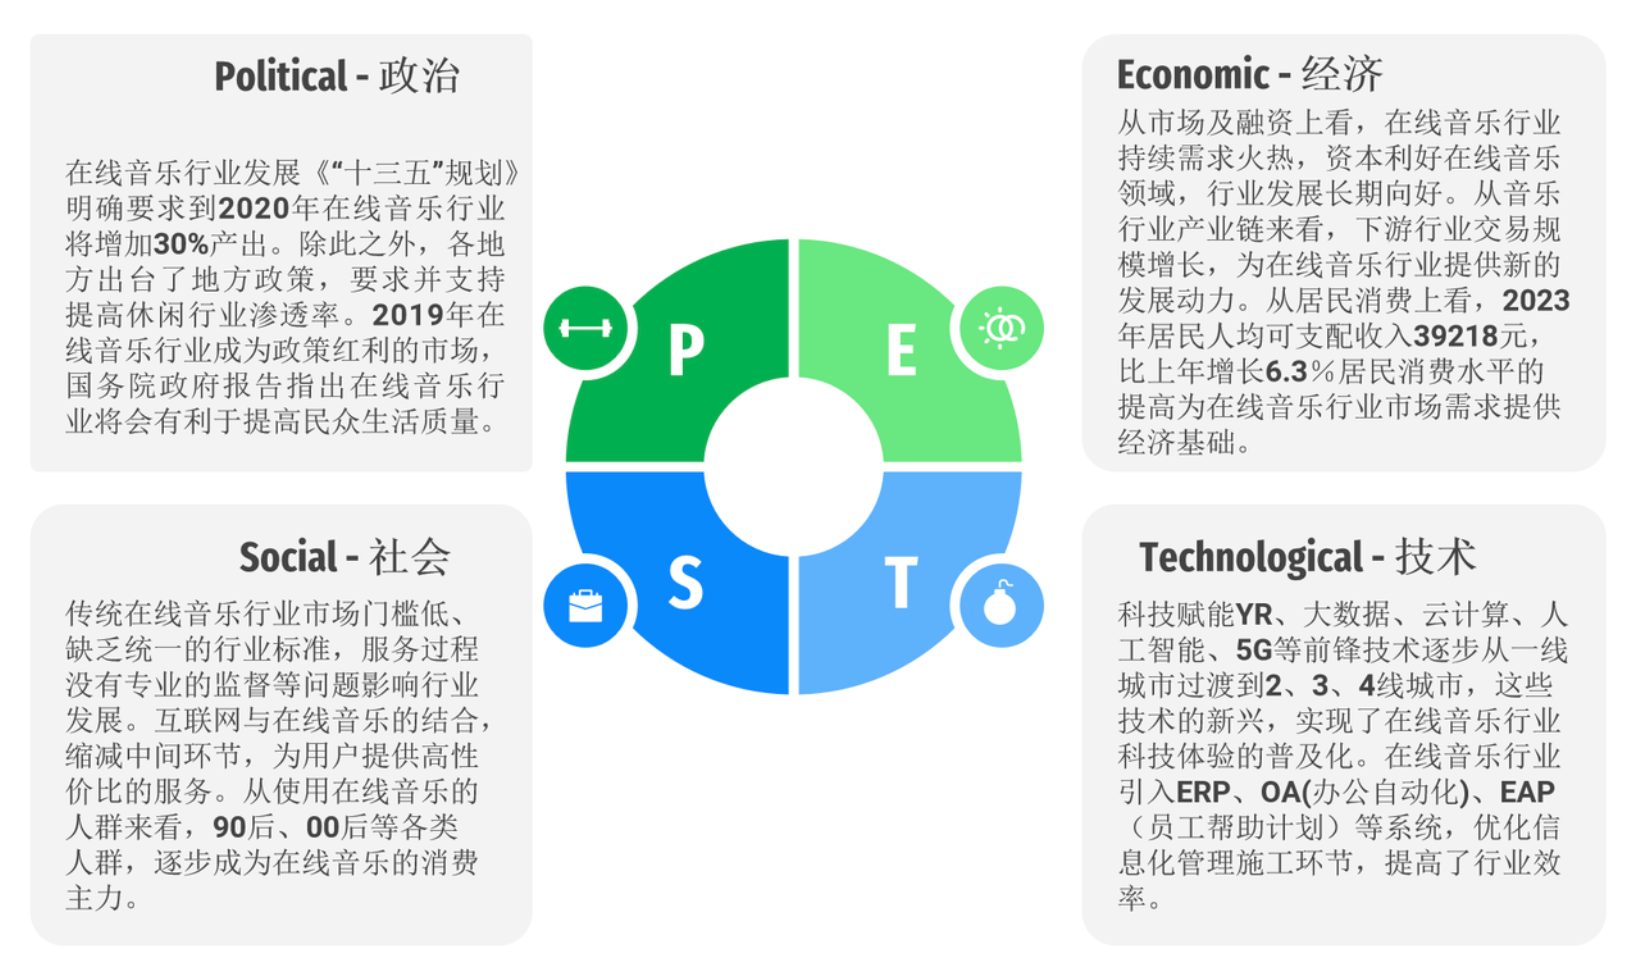 Political - 政治
在线音乐行业发展《“十三五”规划》
明确要求到2020年在线音乐行业
将增加30%产出。除此之外，各地
方出台了地方政策，要求并支持
提高休闲行业渗透率。2019年在
线音乐行业成为政策红利的市场，
国务院政府报告指出在线音乐行
业将会有利于提高民众生活质量。
Economic - 经济
从市场及融资上看，在线音乐行业
持续需求火热，资本利好在线音乐
领域，行业发展长期向好。从音乐
行业产业链来看，下游行业交易规
模增长，为在线音乐行业提供新的
发展动力。从居民消费上看，2023
年居民人均可支配收入39218元，
比上年增长6.3%居民消费水平的
提高为在线音乐行业市场需求提供
经济基础。
P
E
S
T
Social - 社会
传统在线音乐行业市场门槛低、
缺乏统一的行业标准，服务过程
没有专业的监督等问题影响行业
发展。互联网与在线音乐的结合，
缩减中间环节，为用户提供高性
价比的服务。从使用在线音乐的
人群来看，90后、00后等各类
人群，逐步成为在线音乐的消费
主力。
Technological - 技术
科技赋能YR、大数据、云计算、人
工智能、5G等前锋技术逐步从一线
城市过渡到2、3、4线城市，这些
技术的新兴，实现了在线音乐行业
科技体验的普及化。在线音乐行业
引入ERP、OA(办公自动化)、EAP
（员工帮助计划）等系统，优化信
息化管理施工环节，提高了行业效
率。